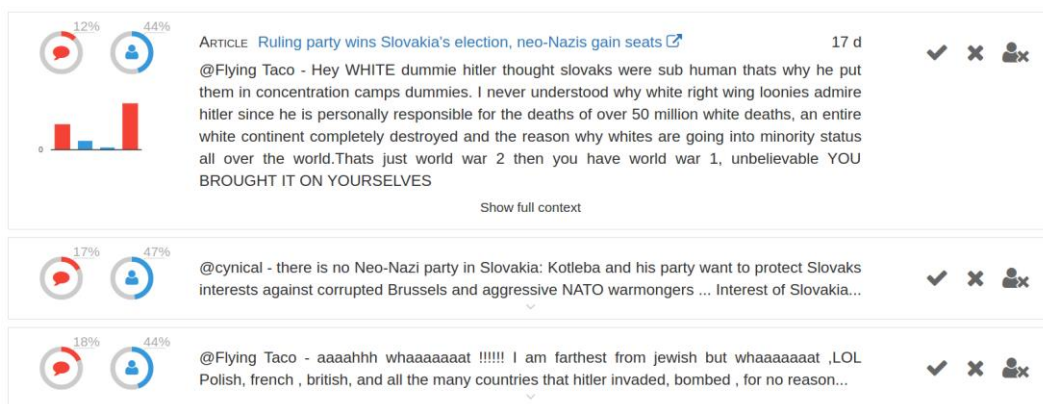 12% 44%
ARTICLE Ruling party wins Slovakia's election, neo-Nazis gain seats 17 d
@Flying Taco - Hey WHITE dummie hitler thought slovaks were sub human thats why he put
them in concentration camps dummies. I never understood why white right wing loonies admire
hitler since he is personally responsible for the deaths of over 50 million white deaths, an entire
white continent completely destroyed and the reason why whites are going into minority status
all over the world.Thats just world war 2 then you have world war 1, unbelievable YOU
BROUGHT IT ON YOURSELVES
0
Show full context
17% 47%
@cynical - there is no Neo-Nazi party in Slovakia: Kotleba and his party want to protect Slovaks
interests against corrupted Brussels and aggressive NATO warmongers ... Interest of Slovakia...
18% 44%
@Flying Taco - aaaahhh whaaaaaaat !!!!!! I am farthest from jewish but whaaaaaaat ,LOL
Polish, french , british, and all the many countries that hitler invaded, bombed , for no reason...